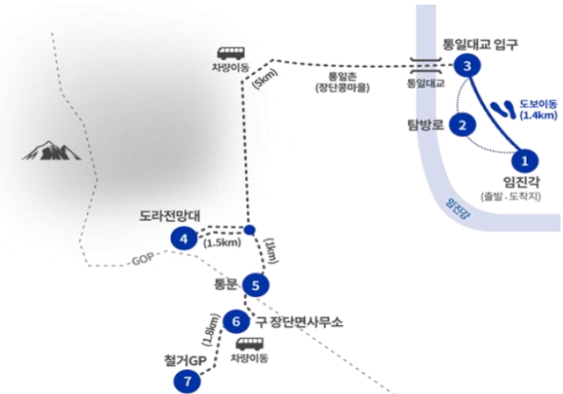 통일대교 입구
3
차량이동
(5km)
통일촌
(장단콩마을)
통일대교
도보이동
(1.4km)
탐방로
2
1
임진각
(출발·도착지)
임진강
도라전망대
4
(1.5km)
(1km)
GOP
통문
5
6
구 장단면사무소
(1.8km)
차량이동
철거GP
7